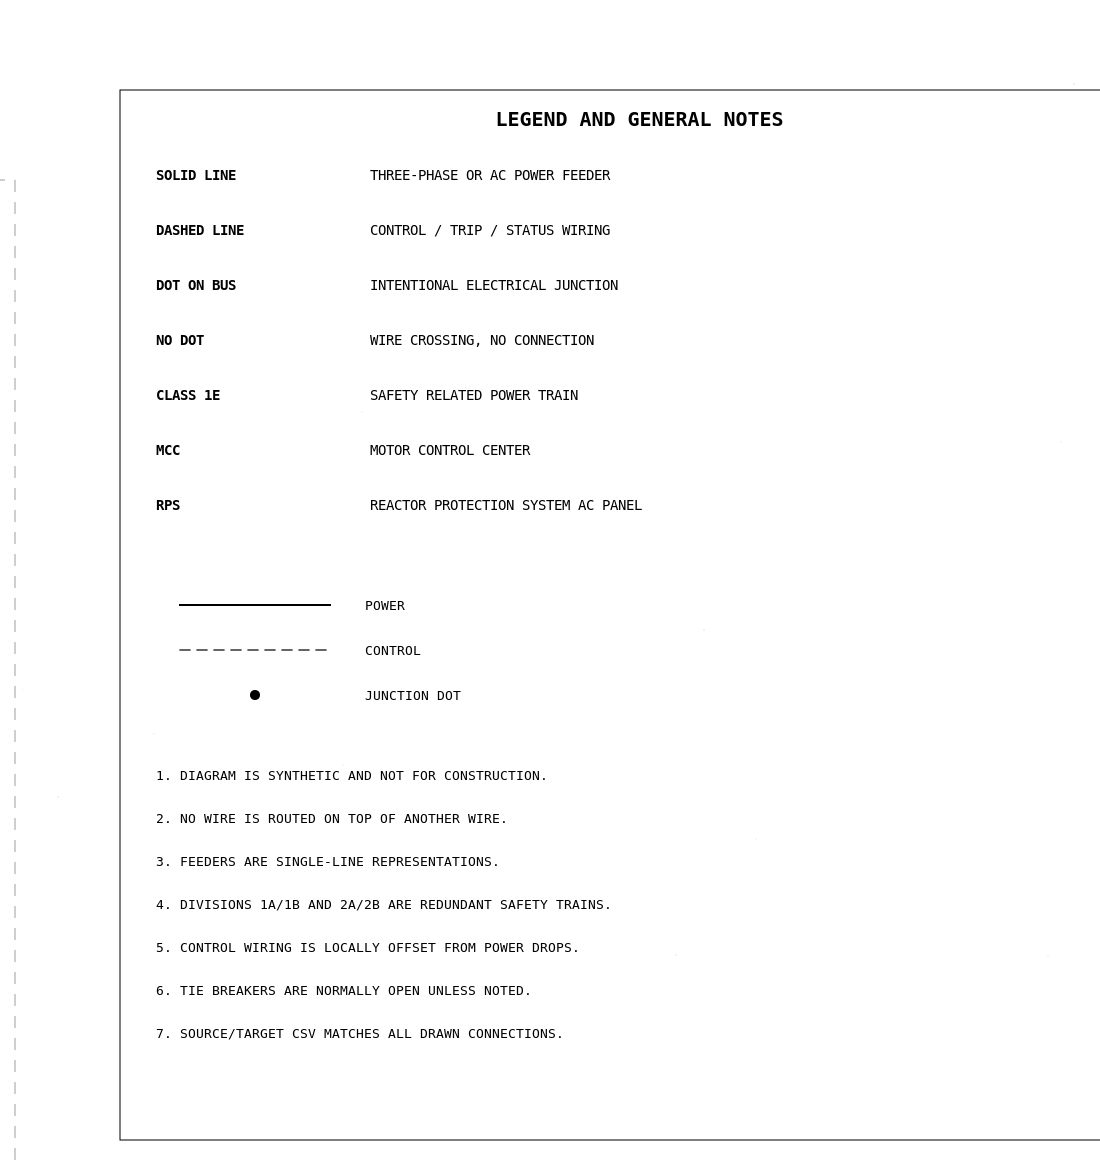 LEGEND AND GENERAL NOTES
SOLID LINE THREE-PHASE OR AC POWER FEEDER
DASHED LINE CONTROL / TRIP / STATUS WIRING
DOT ON BUS INTENTIONAL ELECTRICAL JUNCTION
NO DOT WIRE CROSSING, NO CONNECTION
CLASS 1E SAFETY RELATED POWER TRAIN
MCC MOTOR CONTROL CENTER
RPS REACTOR PROTECTION SYSTEM AC PANEL
POWER
CONTROL
JUNCTION DOT
1. DIAGRAM IS SYNTHETIC AND NOT FOR CONSTRUCTION.
2. NO WIRE IS ROUTED ON TOP OF ANOTHER WIRE.
3. FEEDERS ARE SINGLE-LINE REPRESENTATIONS.
4. DIVISIONS 1A/1B AND 2A/2B ARE REDUNDANT SAFETY TRAINS.
5. CONTROL WIRING IS LOCALLY OFFSET FROM POWER DROPS.
6. TIE BREAKERS ARE NORMALLY OPEN UNLESS NOTED.
7. SOURCE/TARGET CSV MATCHES ALL DRAWN CONNECTIONS.